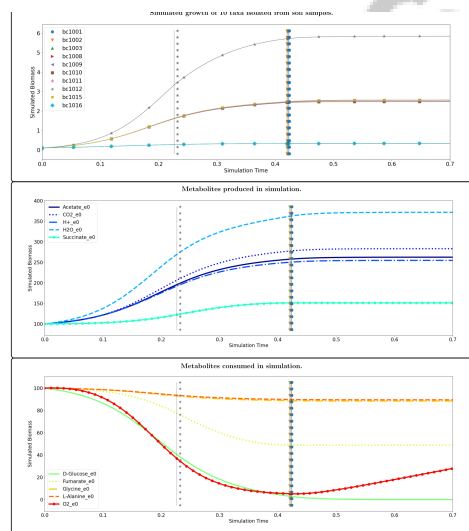 Simulated growth of 10 taxa isolated from soil samples.
Simulated Biomass
6
5
4
3
2
1
0
bc1001
bc1002
bc1003
bc1008
bc1009
bc1010
bc1011
bc1012
bc1015
bc1016
0.0 0.1 0.2 0.3 0.4 0.5 0.6 0.7
Simulation Time
Metabolites produced in simulation.
Simulated Biomass
400
350
300
250
200
150
100
Acetate_e0
CO2_e0
H+_e0
H2O_e0
Succinate_e0
0.0 0.1 0.2 0.3 0.4 0.5 0.6 0.7
Simulation Time
Metabolites consumed in simulation.
Simulated Biomass
100
80
60
40
20
0
D-Glucose_e0
Fumarate_e0
Glycine_e0
L-Alanine_e0
O2_e0
0.0 0.1 0.2 0.3 0.4 0.5 0.6 0.7
Simulation Time